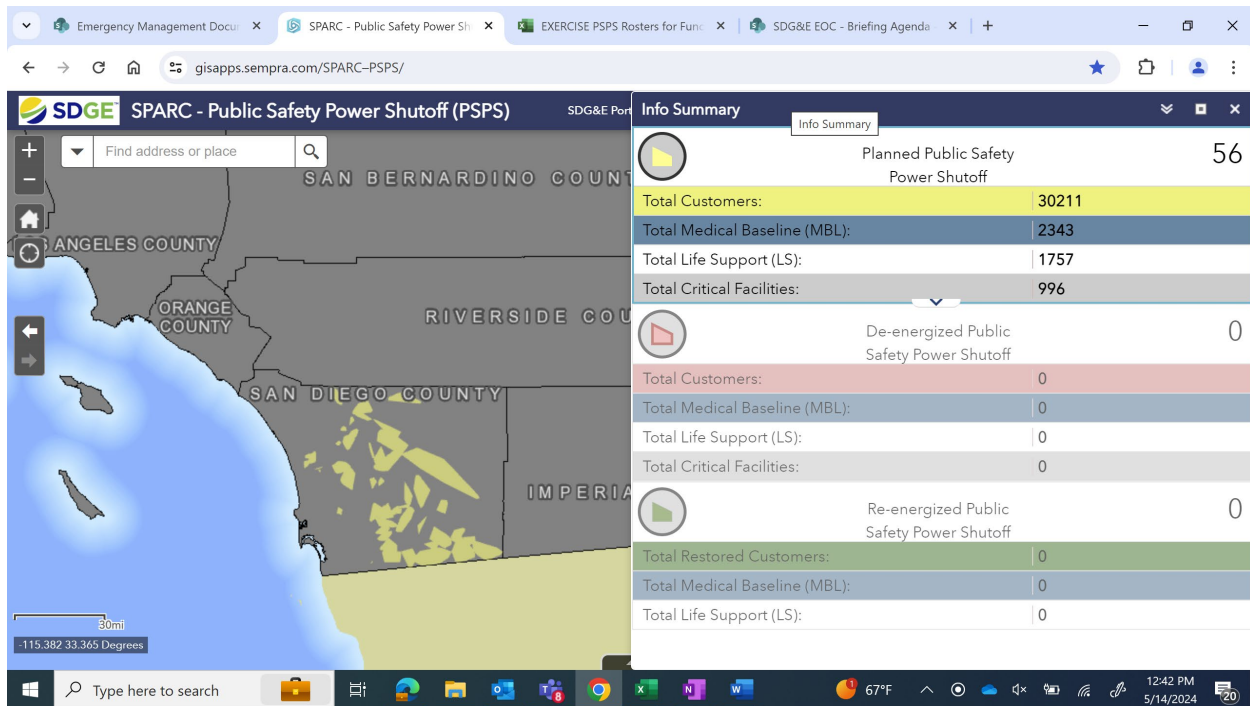 Emergency Management Docu
SPARC - Public Safety Power Sh
EXERCISE PSPS Rosters for Func
SDG&E EOC - Briefing Agenda
gisapps.sempra.com/SPARC-PSPS/
SDGE
SPARC - Public Safety Power Shutoff (PSPS)
SDG&E Port
Info Summary
Info Summary
Find address or place
SAN BERNARDINO COUNT
ANGELES COUNTY
ORANGE
COUNTY
RIVERSIDE COU
SAN DIEGO COUNTY
IMPERIA
30mi
-115.382 33.365 Degrees
Planned Public Safety
Power Shutoff
56
Total Customers: 30211
Total Medical Baseline (MBL): 2343
Total Life Support (LS): 1757
Total Critical Facilities: 996
De-energized Public
Safety Power Shutoff
0
Total Customers: 0
Total Medical Baseline (MBL): 0
Total Life Support (LS): 0
Total Critical Facilities: 0
Re-energized Public
Safety Power Shutoff
0
Total Restored Customers: 0
Total Medical Baseline (MBL): 0
Total Life Support (LS): 0
Type here to search
8
1
67°F
12:42 PM
5/14/2024
20